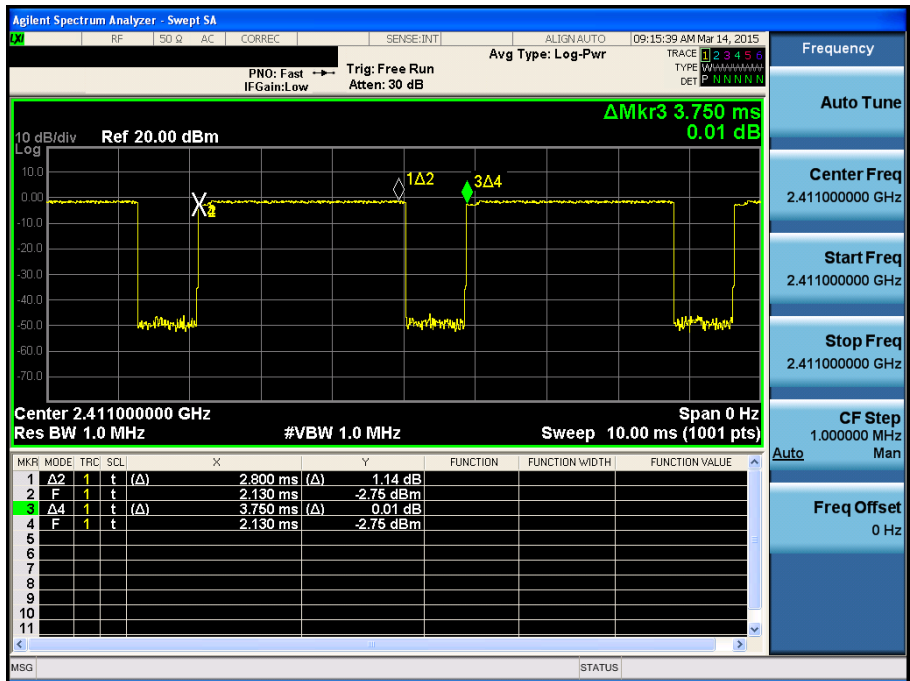 Agilent Spectrum Analyzer - Swept SA
LXI RF 50 Ω AC CORREC SENSE:INT ALIGN AUTO 09:15:39 AM Mar 14, 2015
Avg Type: Log-Pwr
TRACE 1 2 3 4 5 6
TYPE WWWWWW
DET P N N N N N
PNO: Fast
IFGain:Low
Trig: Free Run
Atten: 30 dB
ΔMkr3 3.750 ms
0.01 dB
10 dB/div Ref 20.00 dBm
Log
10.0
0.00
-10.0
-20.0
-30.0
-40.0
-50.0
-60.0
-70.0
1Δ2
3Δ4
Center 2.411000000 GHz Span 0 Hz
Res BW 1.0 MHz #VBW 1.0 MHz Sweep 10.00 ms (1001 pts)
MKR MODE TRC SCL X Y FUNCTION FUNCTION WIDTH FUNCTION VALUE
1 Δ2 1 t (Δ) 2.800 ms (Δ) 1.14 dB
2 F 1 t 2.130 ms -2.75 dBm
3 Δ4 1 t (Δ) 3.750 ms (Δ) 0.01 dB
4 F 1 t 2.130 ms -2.75 dBm
5
6
7
8
9
10
11
MSG STATUS
Frequency
Auto Tune
Center Freq
2.411000000 GHz
Start Freq
2.411000000 GHz
Stop Freq
2.411000000 GHz
CF Step
1.000000 MHz
Auto Man
Freq Offset
0 Hz